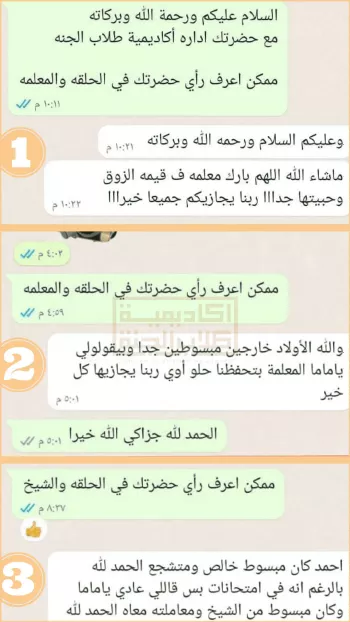 السلام عليكم ورحمة الله وبركاته
مع حضرتك اداره أكاديمية طلاب الجنه
ممكن اعرف رأي حضرتك في الحلقه والمعلمه
١٠:١١ م
1
وعليكم السلام ورحمه الله وبركاته
١٠:٢١ م
ماشاء الله اللهم بارك معلمه ف قيمه الزوق
وحبيتها جدااا ربنا يجازيكم جميعا خيرااا
١٠:٢٢ م
٤:٠٢ م
ممكن اعرف رأي حضرتك في الحلقه والمعلمه
٤:٥٩ م
أكاديمية
طلاب الجنة
2
والله الأولاد خارجين مبسوطين جدا وبيقولولي
ياماما المعلمة بتحفظنا حلو أوي ربنا يجازيها كل
خير
٥:٠١ م
الحمد لله جزاكي الله خيرا
٥:٠١ م
ممكن اعرف رأي حضرتك في الحلقه والشيخ
٨:٣٧ م
3
احمد كان مبسوط خالص ومتشجع الحمد لله
بالرغم انه في امتحانات بس قاللي عادي ياماما
وكان مبسوط من الشيخ ومعاملته معاه الحمد لله